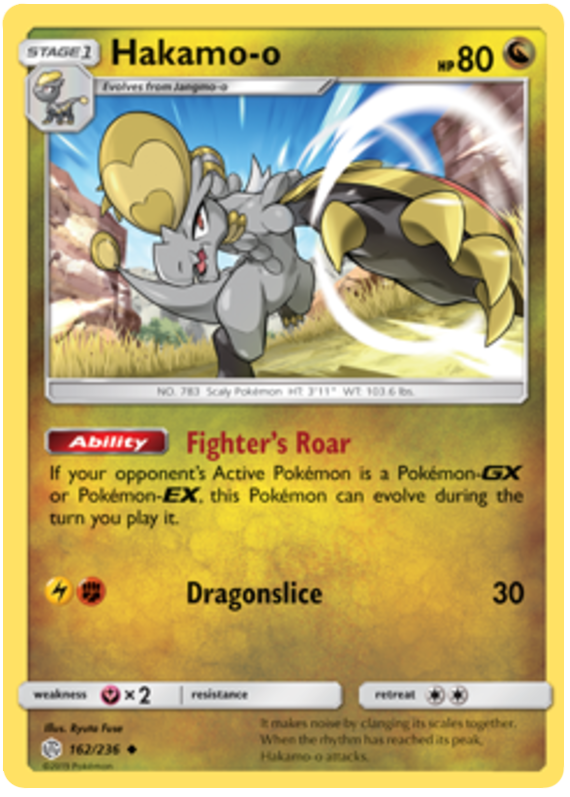 STAGE 1
Hakamo-o
HP 80
Evolves from Jangmo-o
NO. 783 Scaly Pokémon HT: 3'11" WT: 103.6 lbs.
Ability Fighter's Roar
If your opponent's Active Pokémon is a Pokémon-GX
or Pokémon-EX, this Pokémon can evolve during the
turn you play it.
Dragonslice 30
weakness ×2 resistance retreat
Illus. Ryuta Fuse
162/236
©2019 Pokémon
It makes noise by clanging its scales together.
When the rhythm has reached its peak,
Hakamo-o attacks.